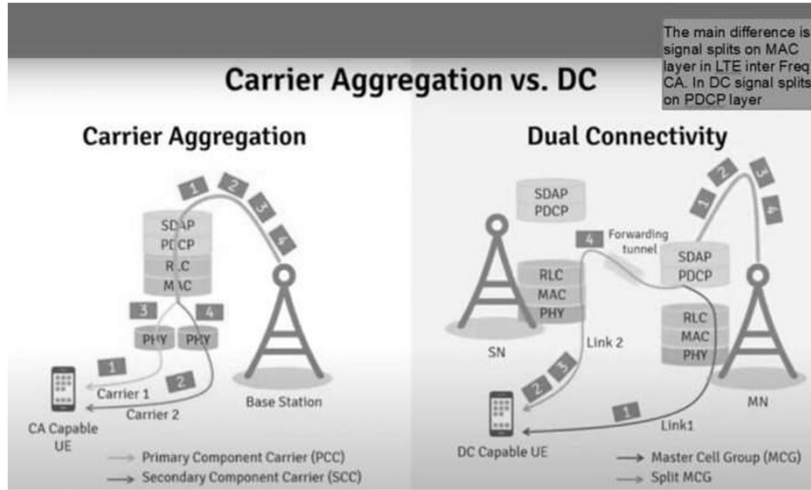 The main difference is
signal splits on MAC
layer in LTE inter Freq
CA. In DC signal splits
on PDCP layer
Carrier Aggregation vs. DC
Carrier Aggregation
1
2
3
4
SDAP
PDCP
RLC
MAC
3
4
PHY
PHY
1
2
Carrier 1
Carrier 2
CA Capable
UE
Base Station
Primary Component Carrier (PCC)
Secondary Component Carrier (SCC)
Dual Connectivity
SDAP
PDCP
4
Forwarding
tunnel
1
2
3
4
SDAP
PDCP
RLC
MAC
PHY
RLC
MAC
PHY
SN
Link 2
2
3
1
Link1
MN
DC Capable UE
Master Cell Group (MCG)
Split MCG